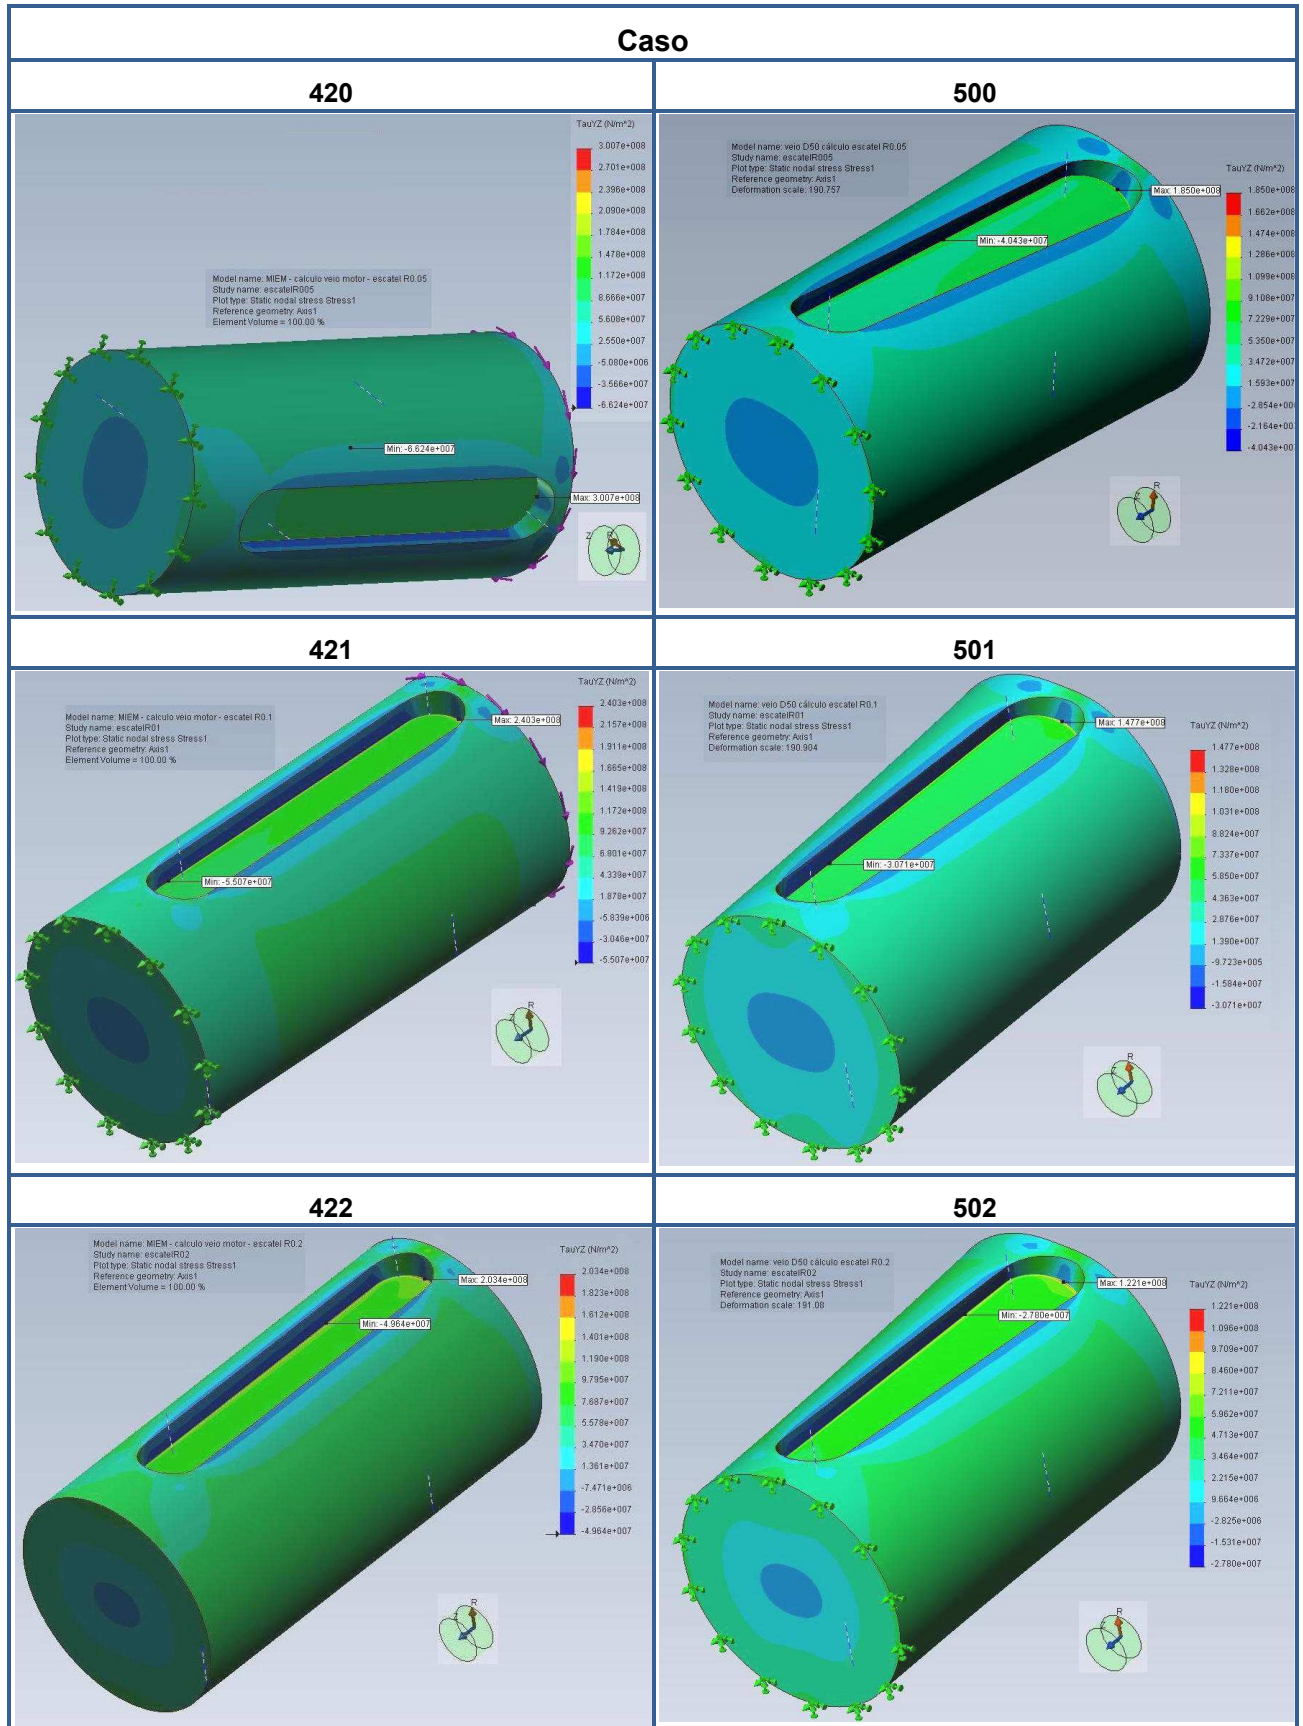 Caso
420
500
TauYZ (N/m^2)
3.007e+008
2.701e+008
2.396e+008
2.090e+008
1.784e+008
1.478e+008
1.172e+008
8.666e+007
5.608e+007
2.550e+007
-5.080e+006
-3.566e+007
-6.624e+007
Model name: MIEM - cálculo veio motor - escatel R0.05
Study name: escatelR005
Plot type: Static nodal stress Stress1
Reference geometry: Axis1
Element Volume = 100.00 %
Min: -6.624e+007
Max: 3.007e+008
Z
R
Model name: veio D50 cálculo escatel R0.05
Study name: escatelR005
Plot type: Static nodal stress Stress1
Reference geometry: Axis1
Deformation scale: 190.757
Max: 1.850e+008
Min: -4.043e+007
TauYZ (N/m^2)
1.850e+008
1.662e+008
1.474e+008
1.286e+008
1.099e+008
9.108e+007
7.229e+007
5.350e+007
3.472e+007
1.593e+007
-2.854e+00
-2.164e+00
-4.043e+00
R
Z
421
501
Model name: MIEM - calculo veio motor - escatel R0.1
Study name: escatelR01
Plot type: Static nodal stress Stress1
Reference geometry: Axis1
Element Volume = 100.00 %
Max: 2.403e+008
Min: -5.507e+007
TauYZ (N/m^2)
2.403e+008
2.157e+008
1.911e+008
1.665e+008
1.419e+008
1.172e+008
9.262e+007
6.801e+007
4.339e+007
1.878e+007
-5.839e+006
-3.046e+007
-5.507e+007
R
Z
Model name: veio D50 cálculo escatel R0.1
Study name: escatelR01
Plot type: Static nodal stress Stress1
Reference geometry: Axis1
Deformation scale: 190.904
Max: 1.477e+008
Min: -3.071e+007
TauYZ (N/m^2)
1.477e+008
1.328e+008
1.180e+008
1.031e+008
8.824e+007
7.337e+007
5.850e+007
4.363e+007
2.876e+007
1.390e+007
-9.723e+005
-1.584e+007
-3.071e+007
R
Z
422
502
Model name: MIEM - calculo veio motor - escatel R0.2
Study name: escatelR02
Plot type: Static nodal stress Stress1
Reference geometry: Axis1
Element Volume = 100.00 %
Max: 2.034e+008
Min: -4.964e+007
TauYZ (N/m^2)
2.034e+008
1.823e+008
1.612e+008
1.401e+008
1.190e+008
9.795e+007
7.687e+007
5.578e+007
3.470e+007
1.361e+007
-7.471e+006
-2.856e+007
-4.964e+007
R
Z
Model name: veio D50 cálculo escatel R0.2
Study name: escatelR02
Plot type: Static nodal stress Stress1
Reference geometry: Axis1
Deformation scale: 191.08
Max: 1.221e+008
Min: -2.780e+007
TauYZ (N/m^2)
1.221e+008
1.096e+008
9.709e+007
8.460e+007
7.211e+007
5.962e+007
4.713e+007
3.464e+007
2.215e+007
9.664e+006
-2.825e+006
-1.531e+007
-2.780e+007
R
Z